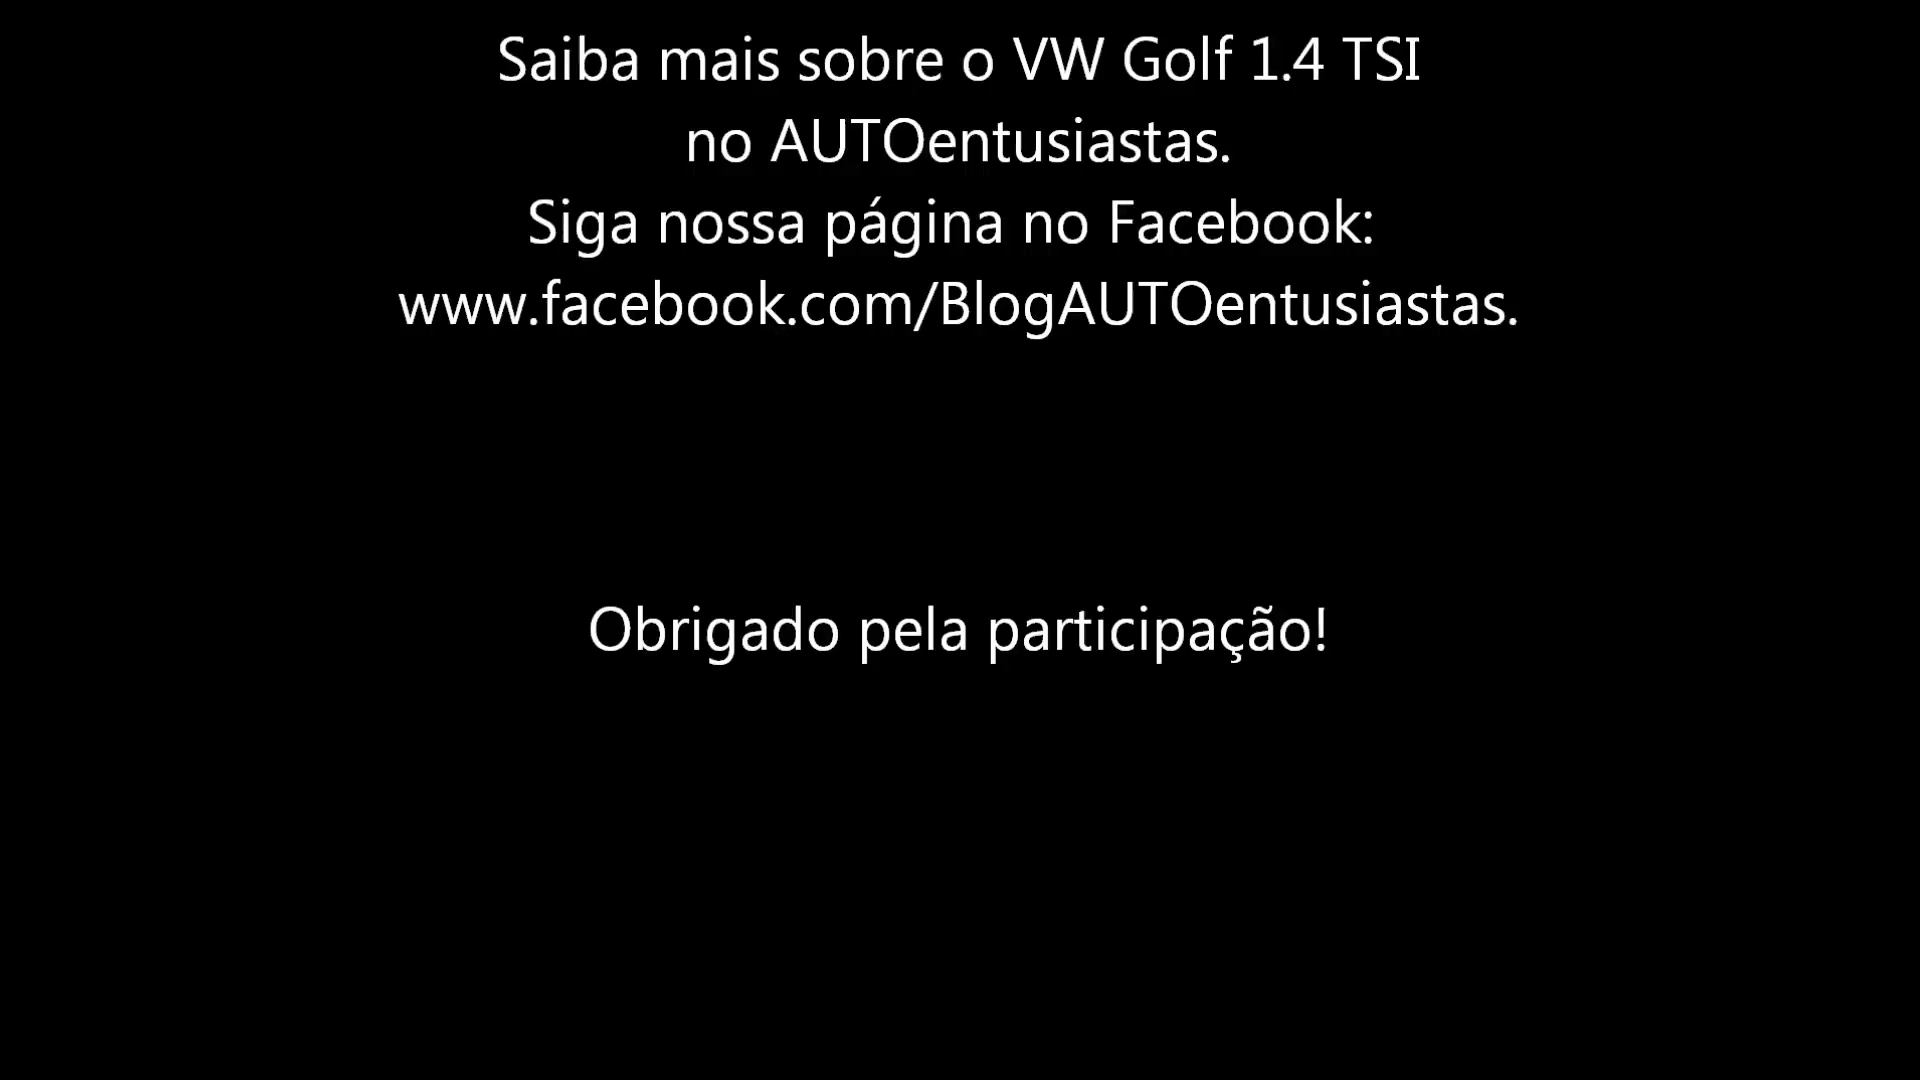 Saiba mais sobre o VW Golf 1.4 TSI
no AUTOentusiastas.
Siga nossa página no Facebook:
www.facebook.com/BlogAUTOentusiastas.
Obrigado pela participação!